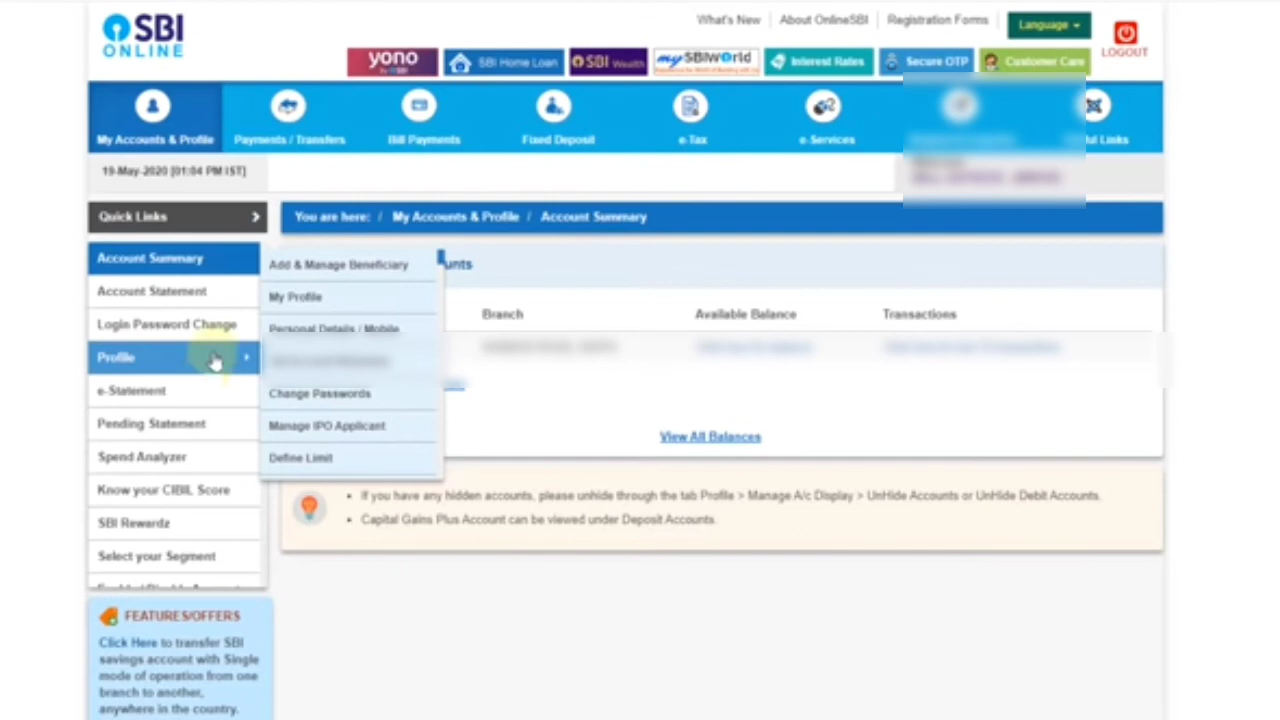 SBI
ONLINE
What's New
About OnlineSBI
Registration Forms
Language
LOGOUT
yono
SBI Home Loan
SBI Wealth
my SBIWorld
Interest Rates
Secure OTP
Customer Care
My Accounts & Profile
Payments / Transfers
Bill Payments
Fixed Deposit
e-Tax
e-Services
Links
19-May-2020 [01:04 PM IST]
Quick Links
You are here: / My Accounts & Profile / Account Summary
Account Summary
Account Statement
Login Password Change
Profile
e-Statement
Pending Statement
Spend Analyzer
Know your CIBIL Score
SBI Rewardz
Select your Segment
Add & Manage Beneficiary
My Profile
Personal Details / Mobile
Change Passwords
Manage IPO Applicant
Define Limit
unts
Branch
Available Balance
Transactions
View All Balances
• If you have any hidden accounts, please unhide through the tab Profile > Manage A/c Display > UnHide Accounts or UnHide Debit Accounts.
• Capital Gains Plus Account can be viewed under Deposit Accounts.
FEATURES/OFFERS
Click Here to transfer SBI
savings account with Single
mode of operation from one
branch to another,
anywhere in the country.